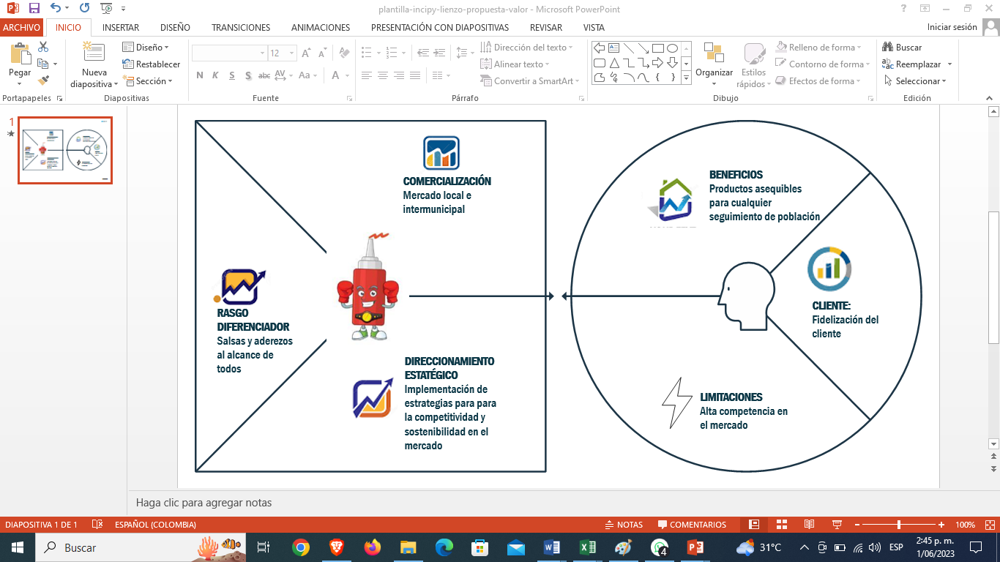 plantilla-incipy-lienzo-propuesta-valor - Microsoft PowerPoint
ARCHIVO INICIO INSERTAR DISEÑO TRANSICIONES ANIMACIONES PRESENTACIÓN CON DIAPOSITIVAS REVISAR VISTA Iniciar sesión
Pegar
Portapapeles
Nueva diapositiva
Diseño
Restablecer
Sección
Diapositivas
12
N K S S abc AV Aa A
Fuente
Dirección del texto
Alinear texto
Convertir a SmartArt
Párrafo
Organizar
Estilos rápidos
Relleno de forma
Contorno de forma
Efectos de forma
Dibujo
Buscar
Reemplazar
Seleccionar
Edición
1
COMERCIALIZACIÓN
Mercado local e
intermunicipal
RASGO
DIFERENCIADOR
Salsas y aderezos
al alcance de
todos
DIRECCIONAMIENTO
ESTATÉGICO
Implementación de
estrategias para para
la competitividad y
sostenibilidad en el
mercado
BENEFICIOS
Productos asequibles
para cualquier
seguimiento de población
CLIENTE:
Fidelización del
cliente
LIMITACIONES
Alta competencia en
el mercado
Haga clic para agregar notas
DIAPOSITIVA 1 DE 1 ESPAÑOL (COLOMBIA) NOTAS COMENTARIOS 100%
Buscar
4
31°C
ESP
2:45 p. m.
1/06/2023